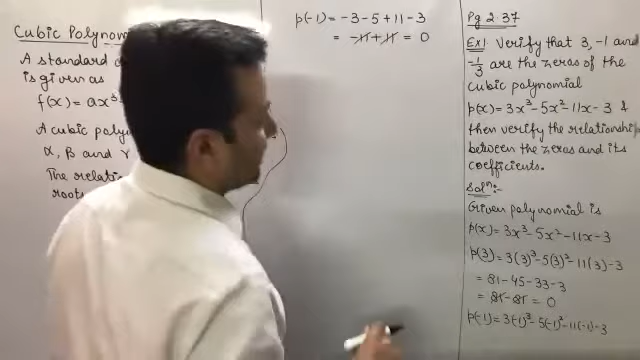 Cubic Polynom
A standard
is given as
f(x) = ax³
A cubic poly
α, β and γ
The relati
roots
p(-1) = -3-5+11-3
= -11+11 = 0
Pg 2.37
Ex1 Verify that 3, -1 and
-1/3 are the zeros of the
cubic polynomial
p(x) = 3x³-5x²-11x-3 &
then verify the relationship
between the zeros and its
coefficients.
Solⁿ:-
Given polynomial is
p(x) = 3x³-5x²-11x-3
p(3) = 3(3)³-5(3)²-11(3)-3
= 81-45-33-3
= 81-81 = 0
p(-1) = 3(-1)³-5(-1)²-11(-1)-3